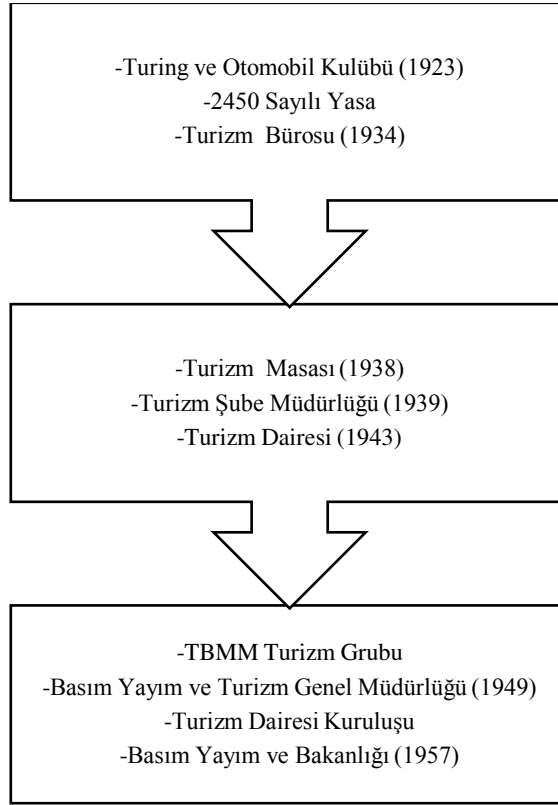 -Turing ve Otomobil Kulübü (1923)
-2450 Sayılı Yasa
-Turizm Bürosu (1934)
-Turizm Masası (1938)
-Turizm Şube Müdürlüğü (1939)
-Turizm Dairesi (1943)
-TBMM Turizm Grubu
-Basım Yayım ve Turizm Genel Müdürlüğü (1949)
-Turizm Dairesi Kuruluşu
-Basım Yayım ve Bakanlığı (1957)